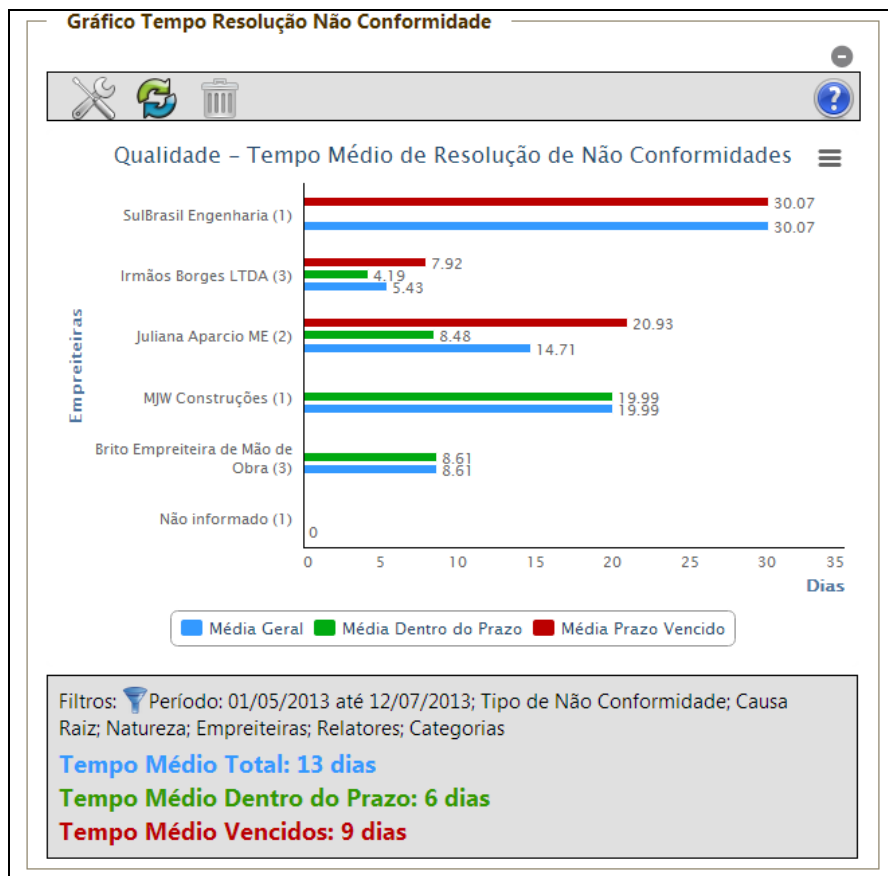 Gráfico Tempo Resolução Não Conformidade
Qualidade – Tempo Médio de Resolução de Não Conformidades
Empreiteiras
SulBrasil Engenharia (1)
30.07
30.07
Irmãos Borges LTDA (3)
7.92
4.19
5.43
Juliana Aparcio ME (2)
20.93
8.48
14.71
MJW Construções (1)
19.99
19.99
Brito Empreiteira de Mão de
Obra (3)
8.61
8.61
Não informado (1)
0
0 5 10 15 20 25 30 35
Dias
Média Geral Média Dentro do Prazo Média Prazo Vencido
Filtros: Período: 01/05/2013 até 12/07/2013; Tipo de Não Conformidade; Causa
Raiz; Natureza; Empreiteiras; Relatores; Categorias
Tempo Médio Total: 13 dias
Tempo Médio Dentro do Prazo: 6 dias
Tempo Médio Vencidos: 9 dias